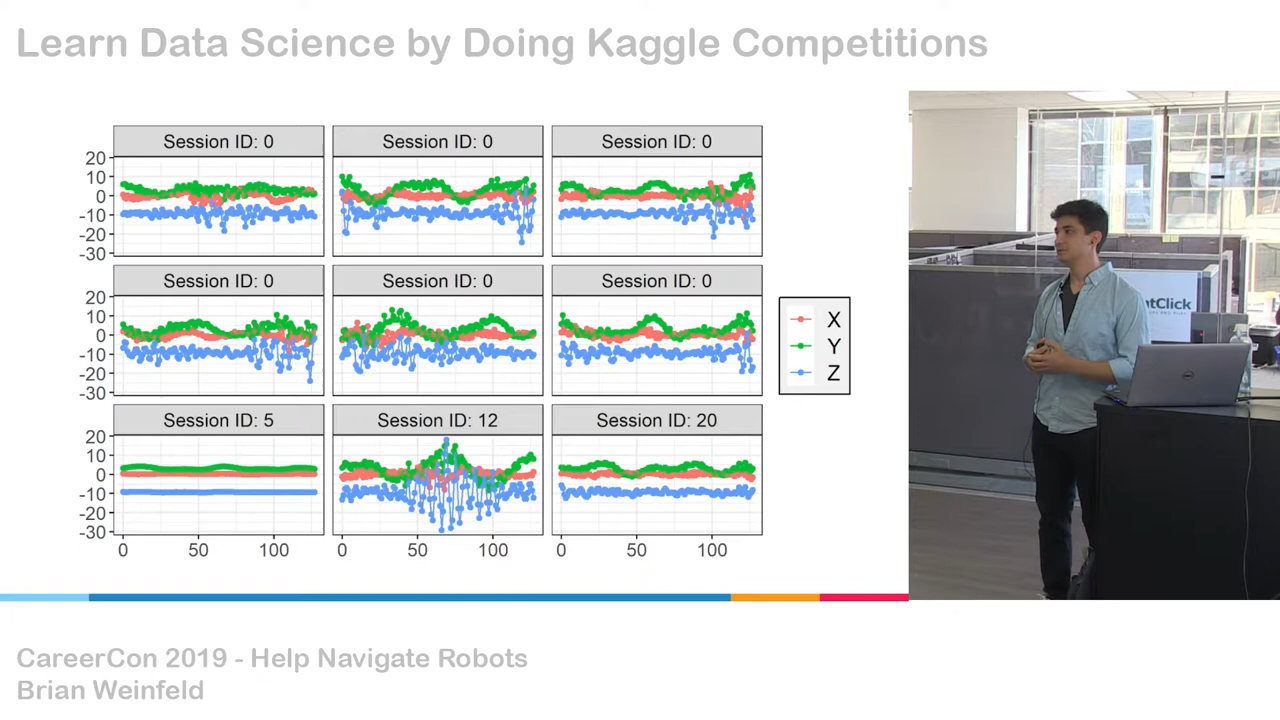 Learn Data Science by Doing Kaggle Competitions
Session ID: 0 Session ID: 0 Session ID: 0
20
10
0
-10
-20
-30
Session ID: 0 Session ID: 0 Session ID: 0
20
10
0
-10
-20
-30
X
Y
Z
Session ID: 5 Session ID: 12 Session ID: 20
20
10
0
-10
-20
-30
0 50 100 0 50 100 0 50 100
ntClick
CareerCon 2019 - Help Navigate Robots
Brian Weinfeld